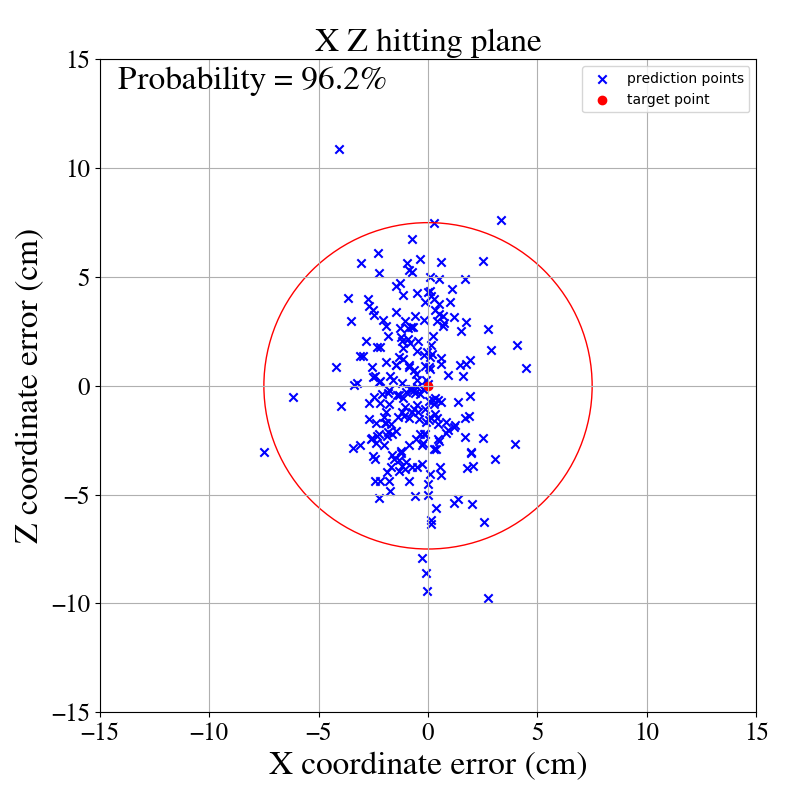 X Z hitting plane
Probability = 96.2%
prediction points
target point
15
10
5
0
−5
−10
−15
Z coordinate error (cm)
−15 −10 −5 0 5 10 15
X coordinate error (cm)